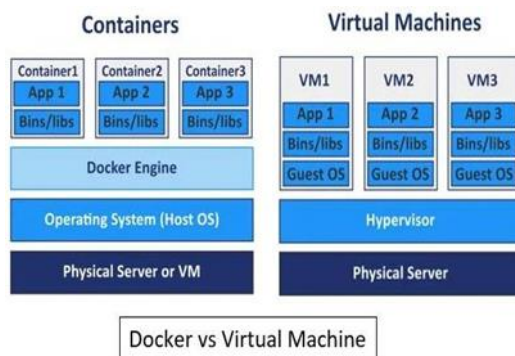 Containers
Container1 Container2 Container3
App 1 App 2 App 3
Bins/libs Bins/libs Bins/libs
Docker Engine
Operating System (Host OS)
Physical Server or VM
Virtual Machines
VM1 VM2 VM3
App 1 App 2 App 3
Bins/libs Bins/libs Bins/libs
Guest OS Guest OS Guest OS
Hypervisor
Physical Server
Docker vs Virtual Machine